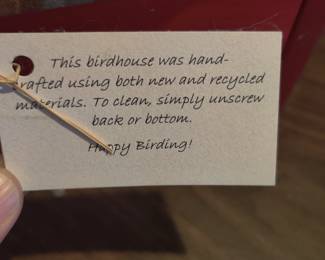 This birdhouse was hand-
crafted using both new and recycled
materials. To clean, simply unscrew
back or bottom.
Happy Birding!